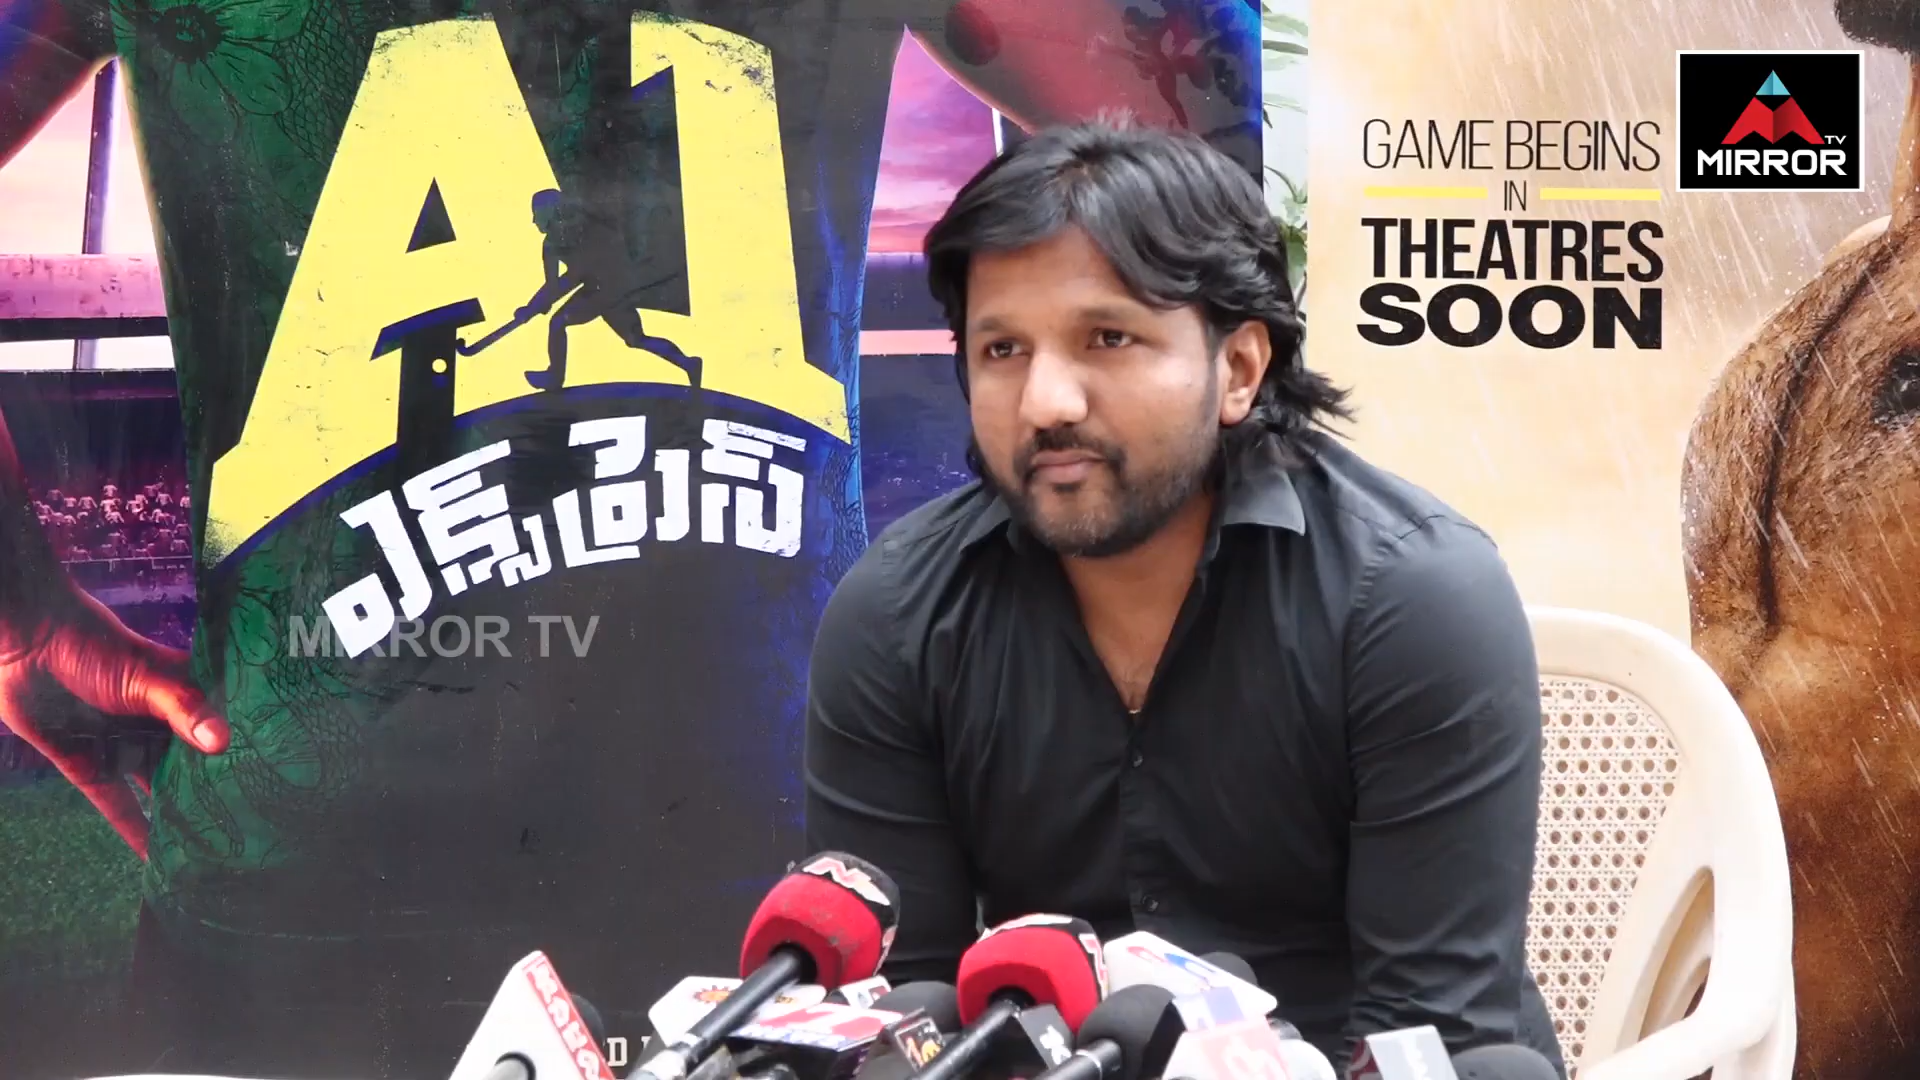 A1
ఎక్స్‌ప్రెస్
MIRROR TV
GAME BEGINS
IN
THEATRES
SOON
TV
MIRROR